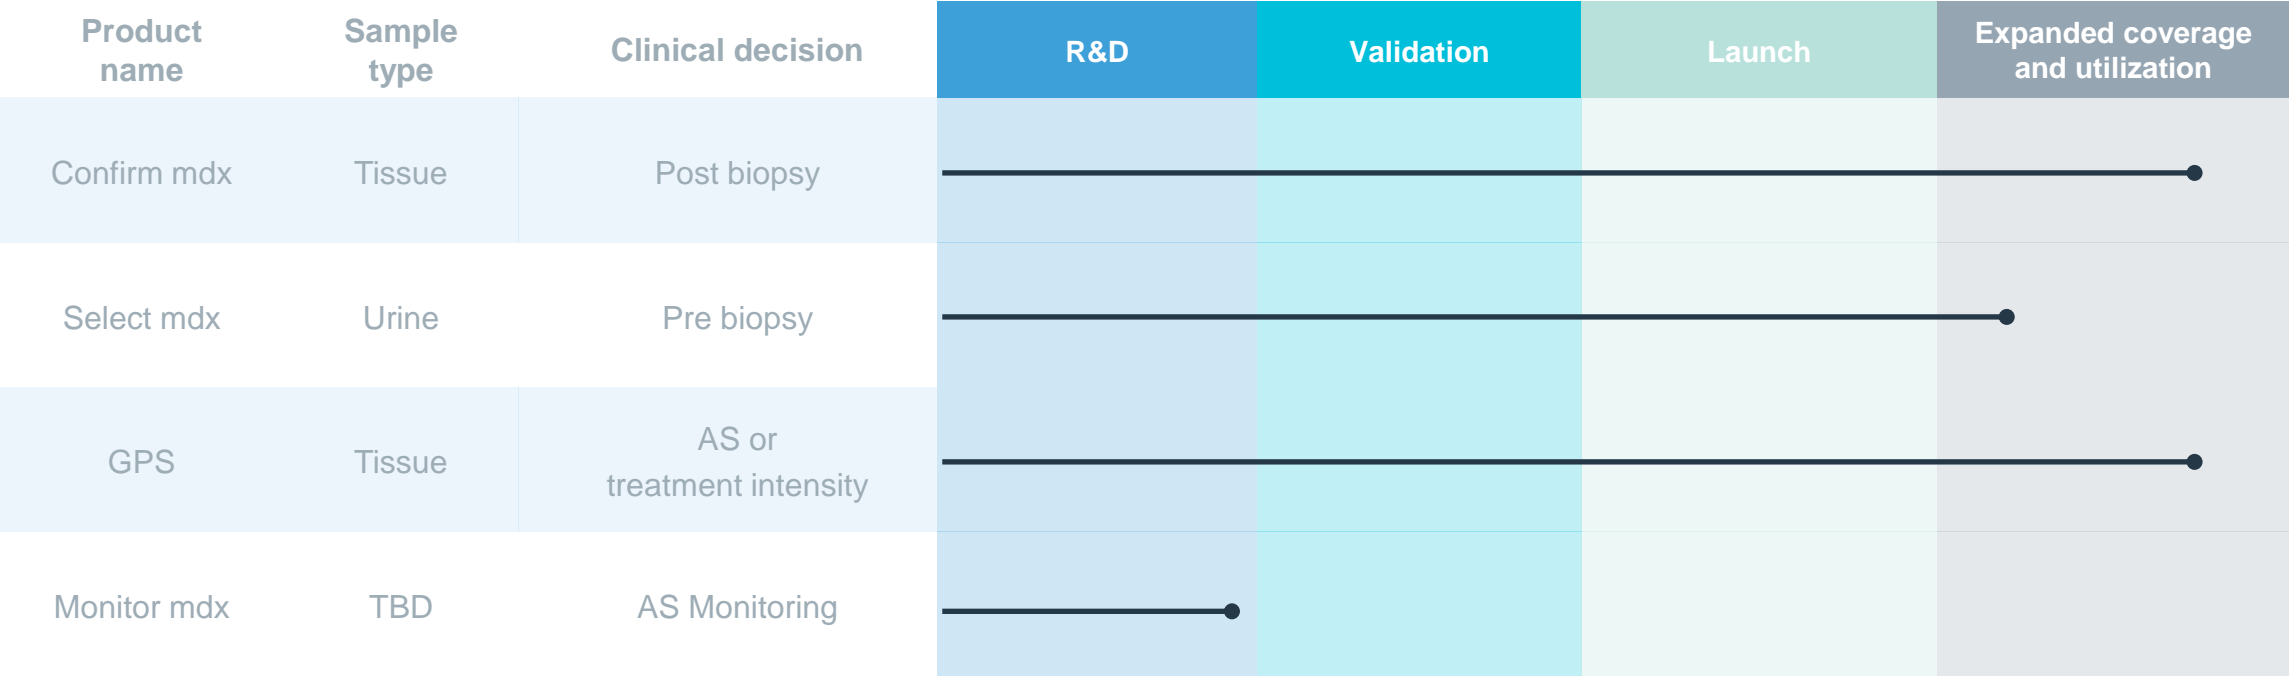 Product
name
Sample
type
Clinical decision
R&D
Validation
Launch
Expanded coverage
and utilization
Confirm mdx
Tissue
Post biopsy
Select mdx
Urine
Pre biopsy
GPS
Tissue
AS or
treatment intensity
Monitor mdx
TBD
AS Monitoring